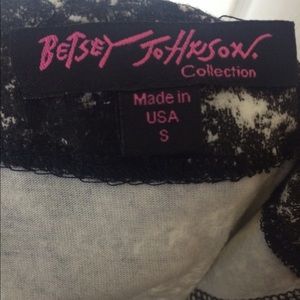 BETSEY JOHNSON.
Collection
Made in
USA
S